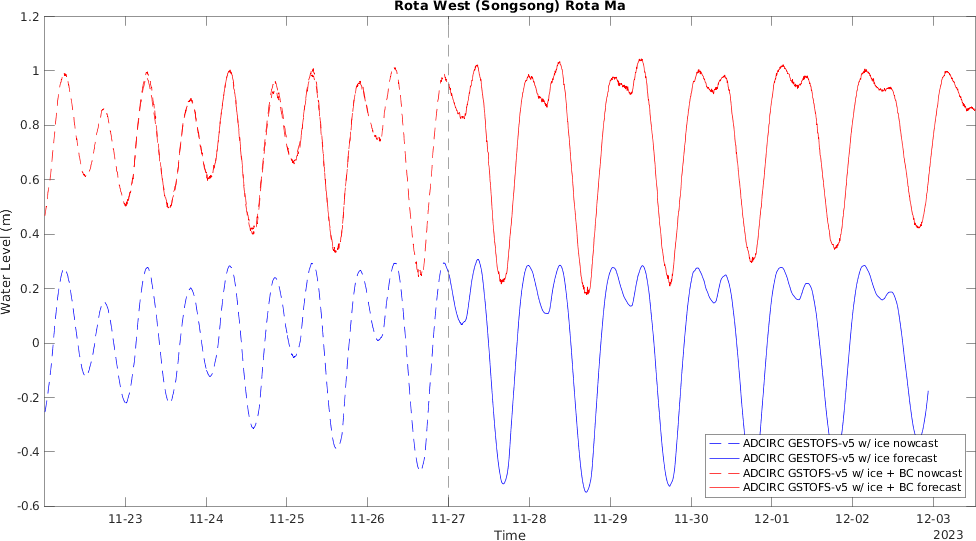 Rota West (Songsong) Rota Ma
1.2
1
0.8
0.6
0.4
0.2
0
-0.2
-0.4
-0.6
Water Level (m)
ADCIRC GESTOFS-v5 w/ ice nowcast
ADCIRC GESTOFS-v5 w/ ice forecast
ADCIRC GSTOFS-v5 w/ ice + BC nowcast
ADCIRC GSTOFS-v5 w/ ice + BC forecast
11-23 11-24 11-25 11-26 11-27 11-28 11-29 11-30 12-01 12-02 12-03
Time
2023